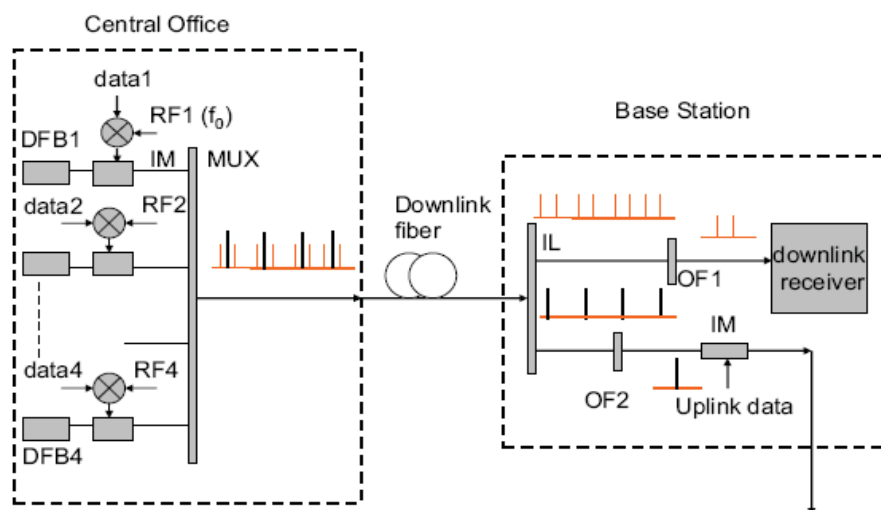 Central Office
data1
RF1 (f₀)
DFB1
IM
MUX
data2
RF2
data4
RF4
DFB4
Downlink
fiber
Base Station
IL
OF1
downlink
receiver
IM
OF2
Uplink data